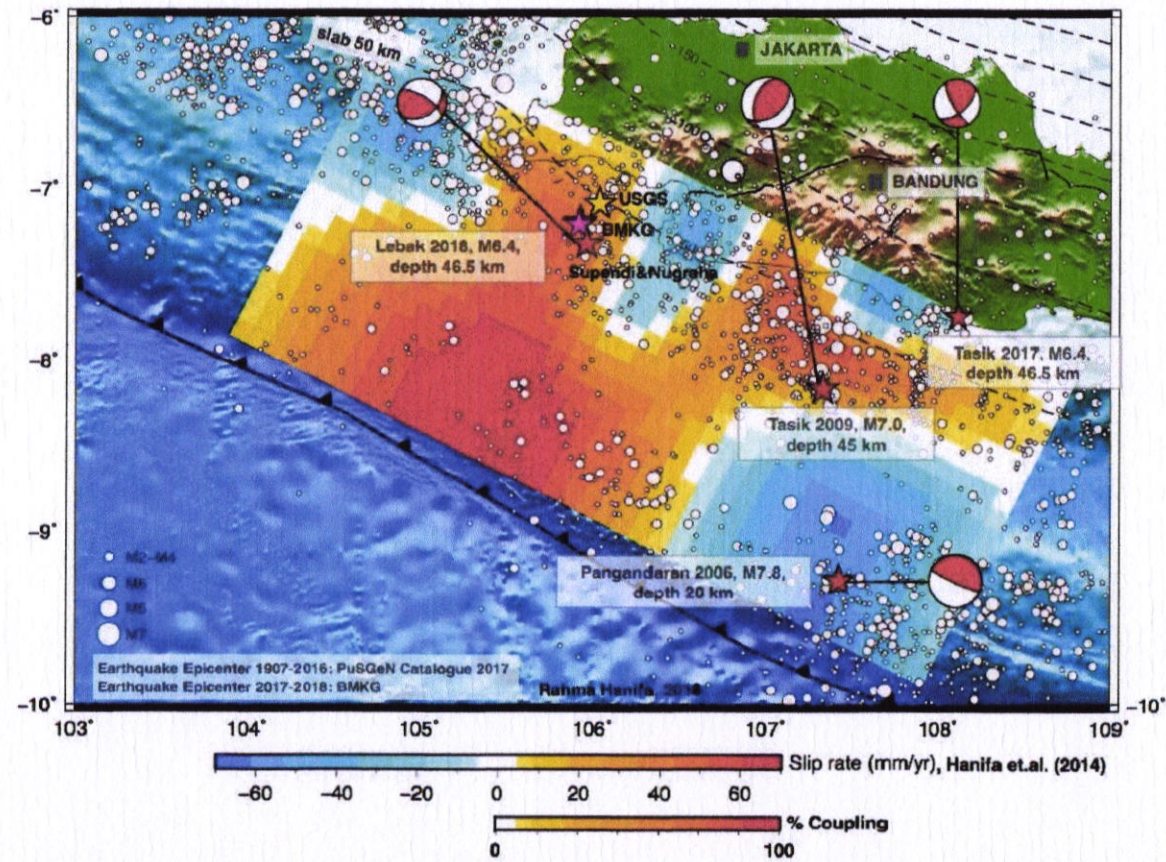 -6°
-7°
-8°
-9°
-10°
slab 50 km
150
100
JAKARTA
BANDUNG
USGS
BMKG
Supendi&Nugraha
Lebak 2018, M6.4,
depth 46.5 km
Tasik 2017, M6.4,
depth 46.5 km
Tasik 2009, M7.0,
depth 45 km
Pangandaran 2006, M7.8,
depth 20 km
M2-M4
M5
M6
M7
Earthquake Epicenter 1907-2016: PuSGeN Catalogue 2017
Earthquake Epicenter 2017-2018: BMKG
Rahma Hanifa, 2018
-10°
103° 104° 105° 106° 107° 108° 109°
Slip rate (mm/yr), Hanifa et.al. (2014)
-60 -40 -20 0 20 40 60
% Coupling
0 100